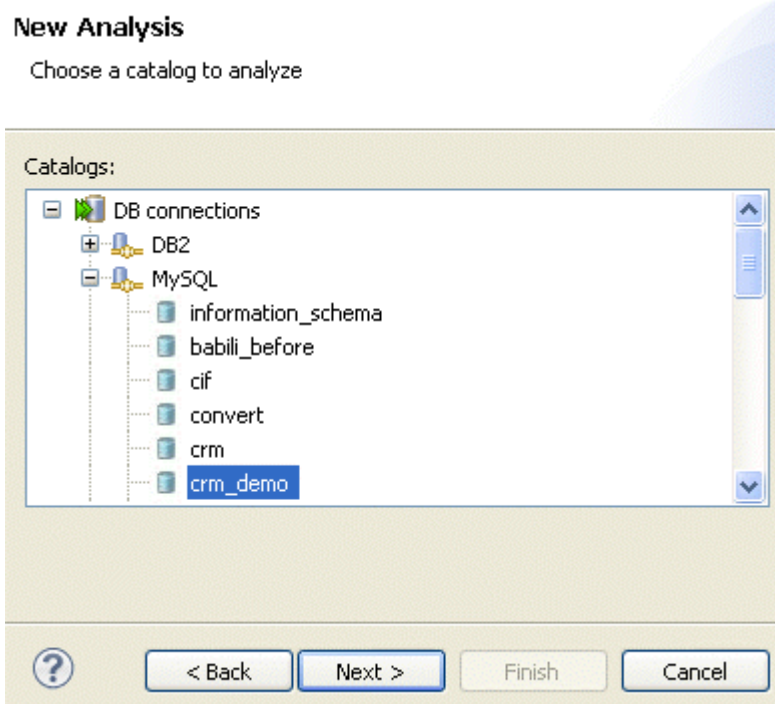 New Analysis
Choose a catalog to analyze
Catalogs:
DB connections
DB2
MySQL
information_schema
babili_before
cif
convert
crm
crm_demo
? < Back Next > Finish Cancel